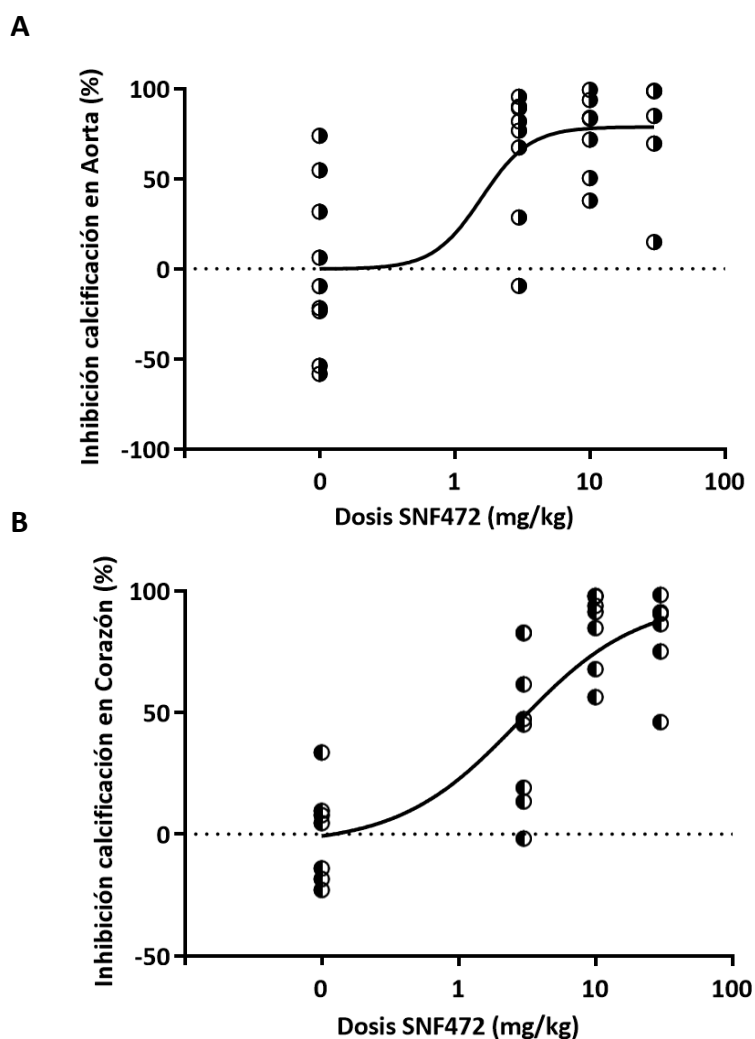 A
Inhibición calcificación en Aorta (%)
100
50
0
-50
-100
0 1 10 100
Dosis SNF472 (mg/kg)
B
Inhibición calcificación en Corazón (%)
100
50
0
-50
0 1 10 100
Dosis SNF472 (mg/kg)